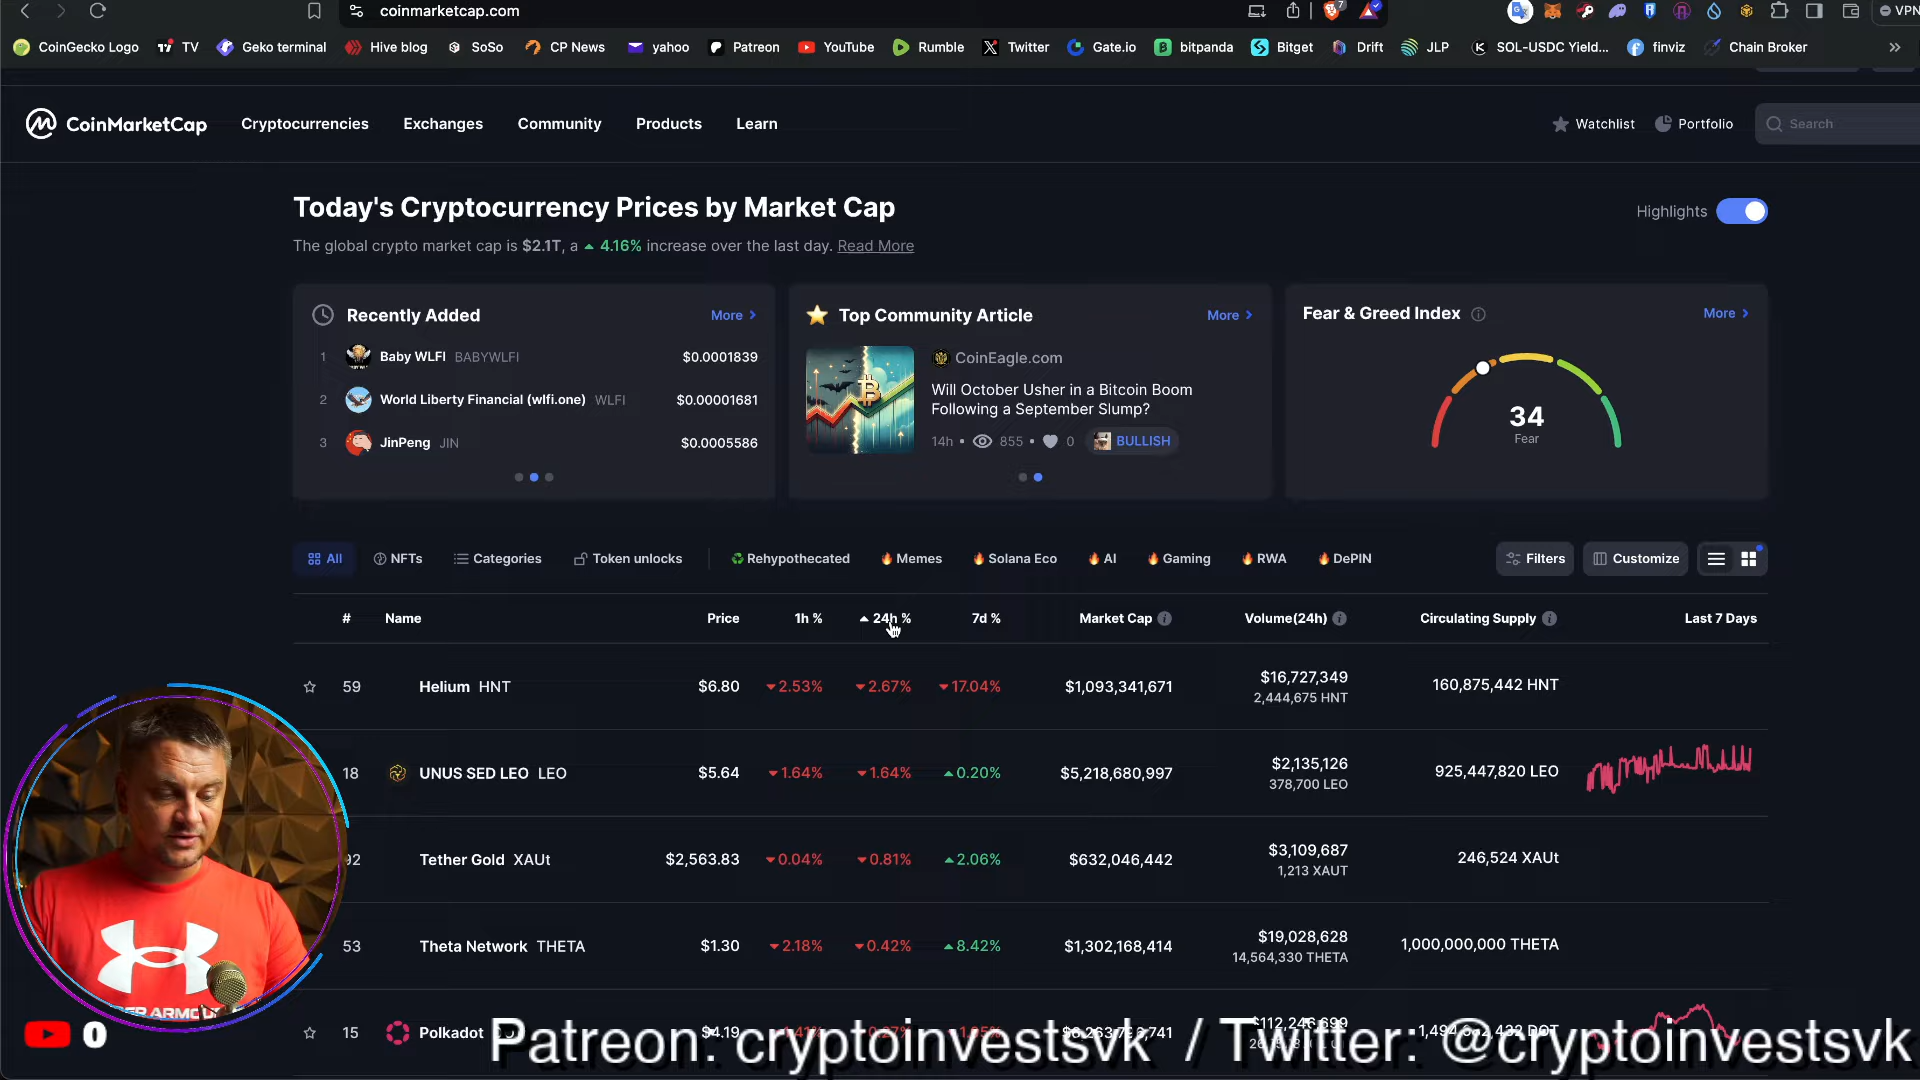 coinmarketcap.com
7
VPN
CoinGecko Logo TV Geko terminal Hive blog SoSo CP News yahoo Patreon YouTube Rumble Twitter Gate.io bitpanda Bitget Drift JLP SOL-USDC Yield... finviz Chain Broker »
CoinMarketCap Cryptocurrencies Exchanges Community Products Learn Watchlist Portfolio Search
Today's Cryptocurrency Prices by Market Cap
Highlights
The global crypto market cap is $2.1T, a 4.16% increase over the last day. Read More
Recently Added More
1 Baby WLFI BABYWLFI $0.0001839
2 World Liberty Financial (wlfi.one) WLFI $0.00001681
3 JinPeng JIN $0.0005586
Top Community Article More
CoinEagle.com
Will October Usher in a Bitcoin Boom
Following a September Slump?
14h • 855 • 0 BULLISH
Fear & Greed Index More
34
Fear
All NFTs Categories Token unlocks Rehypothecated Memes Solana Eco AI Gaming RWA DePIN Filters Customize
# Name Price 1h % 24h % 7d % Market Cap Volume(24h) Circulating Supply Last 7 Days
59 Helium HNT $6.80 2.53% 2.67% 17.04% $1,093,341,671 $16,727,349 160,875,442 HNT
2,444,675 HNT
18 UNUS SED LEO LEO $5.64 1.64% 1.64% 0.20% $5,218,680,997 $2,135,126 925,447,820 LEO
378,700 LEO
92 Tether Gold XAUt $2,563.83 0.04% 0.81% 2.06% $632,046,442 $3,109,687 246,524 XAUt
1,213 XAUT
53 Theta Network THETA $1.30 2.18% 0.42% 8.42% $1,302,168,414 $19,028,628 1,000,000,000 THETA
14,564,330 THETA
15 Polkadot $4.19
0
Patreon: cryptoinvestsvk / Twitter: @cryptoinvestsvk